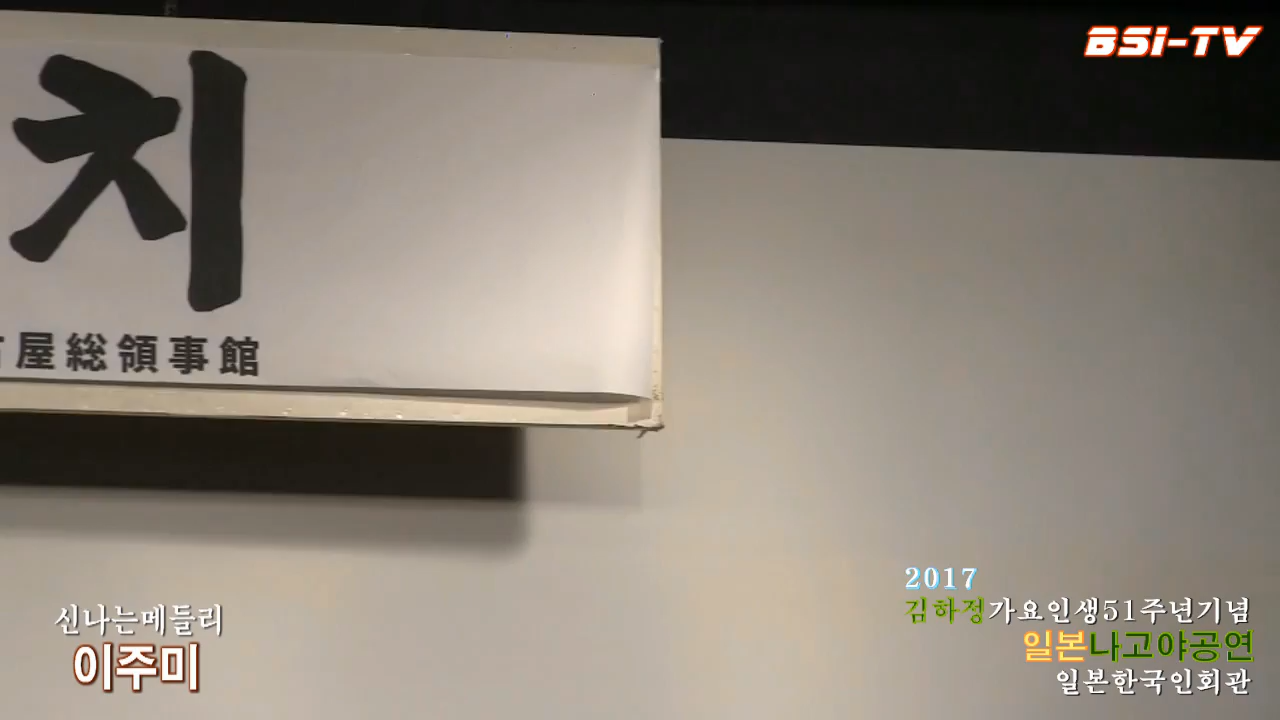 BSi-TV
치
屋総領事館
신나는메들리
이주미
2017
김하정가요인생51주년기념
일본나고야공연
일본한국인회관